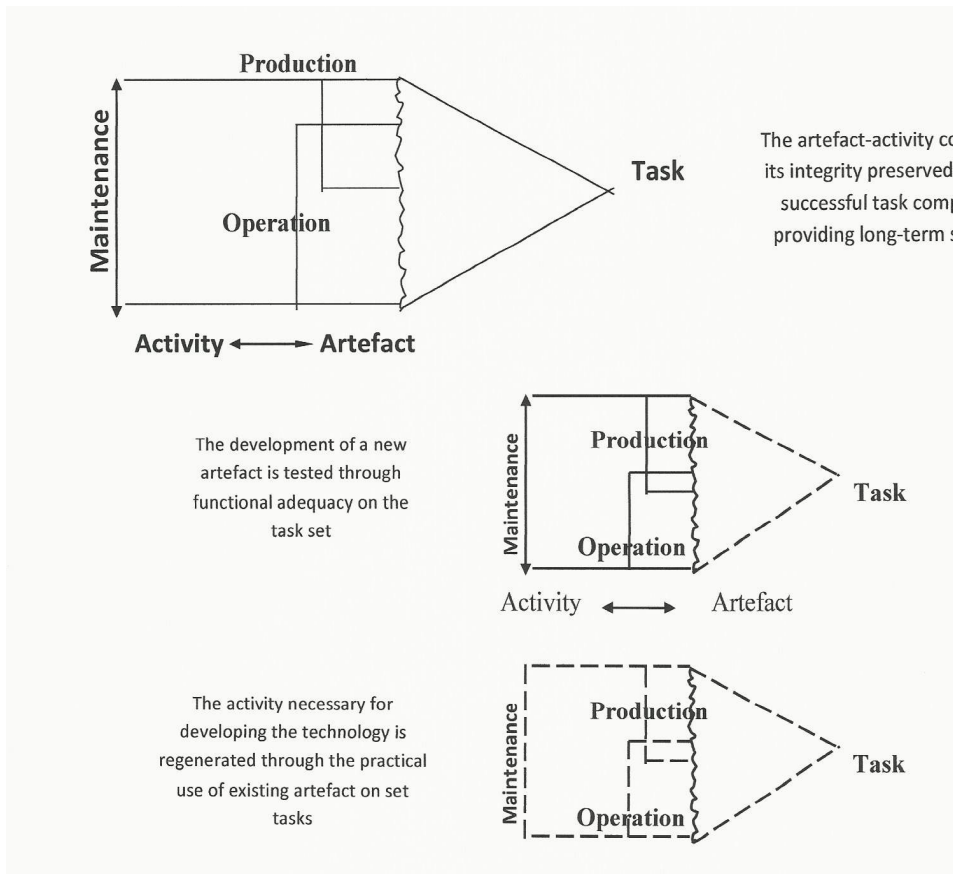 Production
Maintenance
Task
Operation
Activity Artefact
The artefact-activity
its integrity preserved
successful task
providing long-term
The development of a new
artefact is tested through
functional adequacy on the
task set
Maintenance
Production
Task
Operation
Activity Artefact
The activity necessary for
developing the technology is
regenerated through the practical
use of existing artefact on set
tasks
Maintenance
Production
Task
Operation